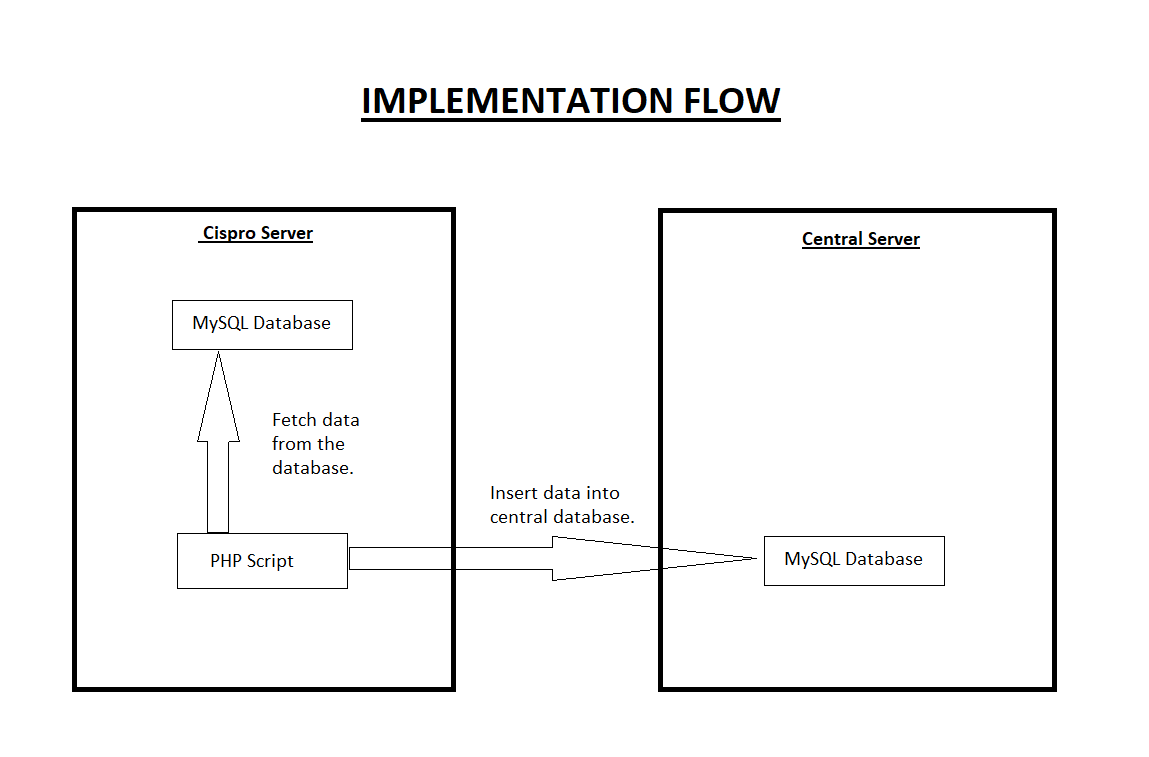 IMPLEMENTATION FLOW
Cispro Server
MySQL Database
Fetch data
from the
database.
PHP Script
Insert data into
central database.
Central Server
MySQL Database